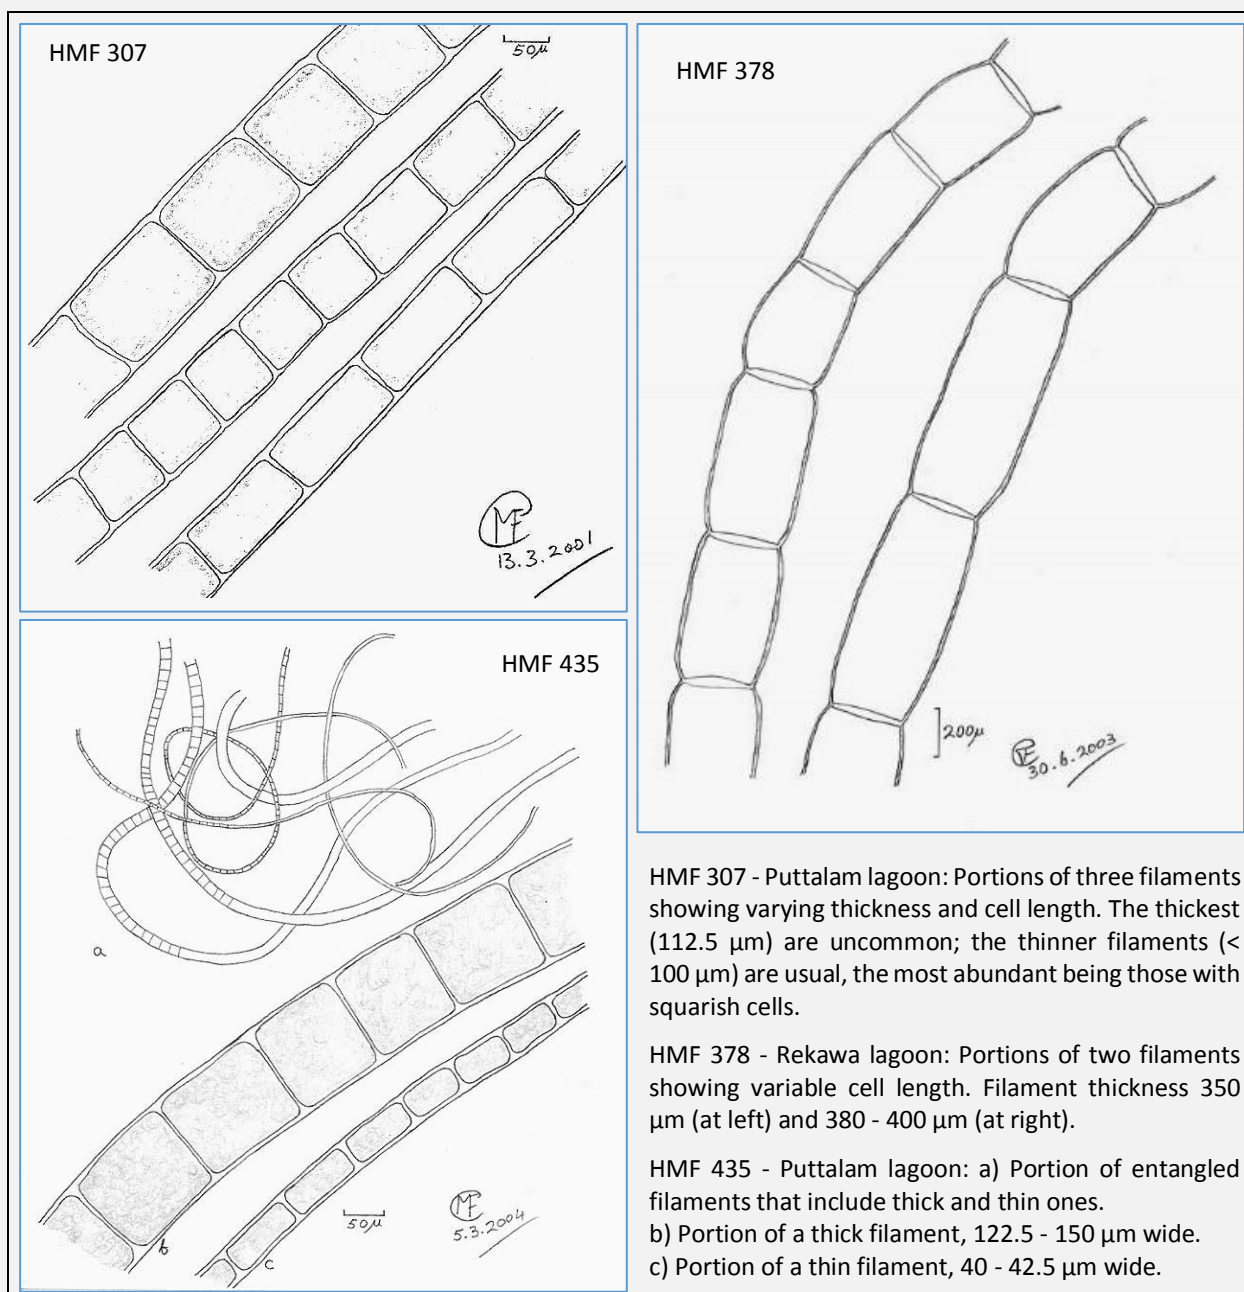 HMF 307
50µ
13.3.2001
HMF 378
200µ
30.6.2003
HMF 435
a
b
c
50µ
5.3.2004
HMF 307 - Puttalam lagoon: Portions of three filaments
showing varying thickness and cell length. The thickest
(112.5 µm) are uncommon; the thinner filaments (<
100 µm) are usual, the most abundant being those with
squarish cells.
HMF 378 - Rekawa lagoon: Portions of two filaments
showing variable cell length. Filament thickness 350
µm (at left) and 380 - 400 µm (at right).
HMF 435 - Puttalam lagoon: a) Portion of entangled
filaments that include thick and thin ones.
b) Portion of a thick filament, 122.5 - 150 µm wide.
c) Portion of a thin filament, 40 - 42.5 µm wide.